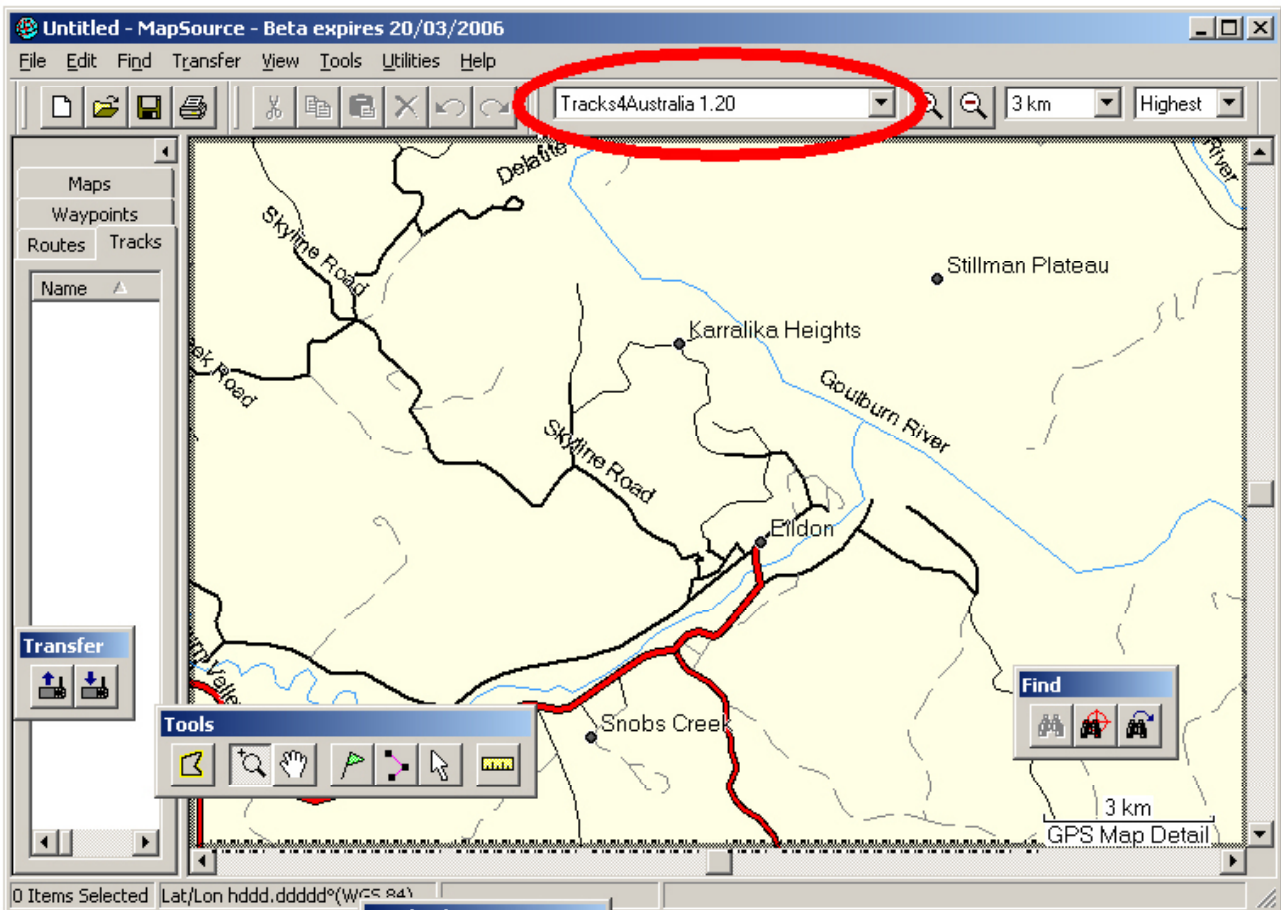 Untitled - MapSource - Beta expires 20/03/2006
File Edit Find Transfer View Tools Utilities Help
Tracks4Australia 1.20
3 km
Highest
Maps
Waypoints
Routes Tracks
Name
River
Skyline Road
Stillman Plateau
Karralika Heights
Road
Goulburn River
Skyline Road
Eildon
Transfer
Find
Tools
Snobs Creek
3 km
GPS Map Detail
0 Items Selected
Lat/Lon hddd.ddddd°(WGS 84)